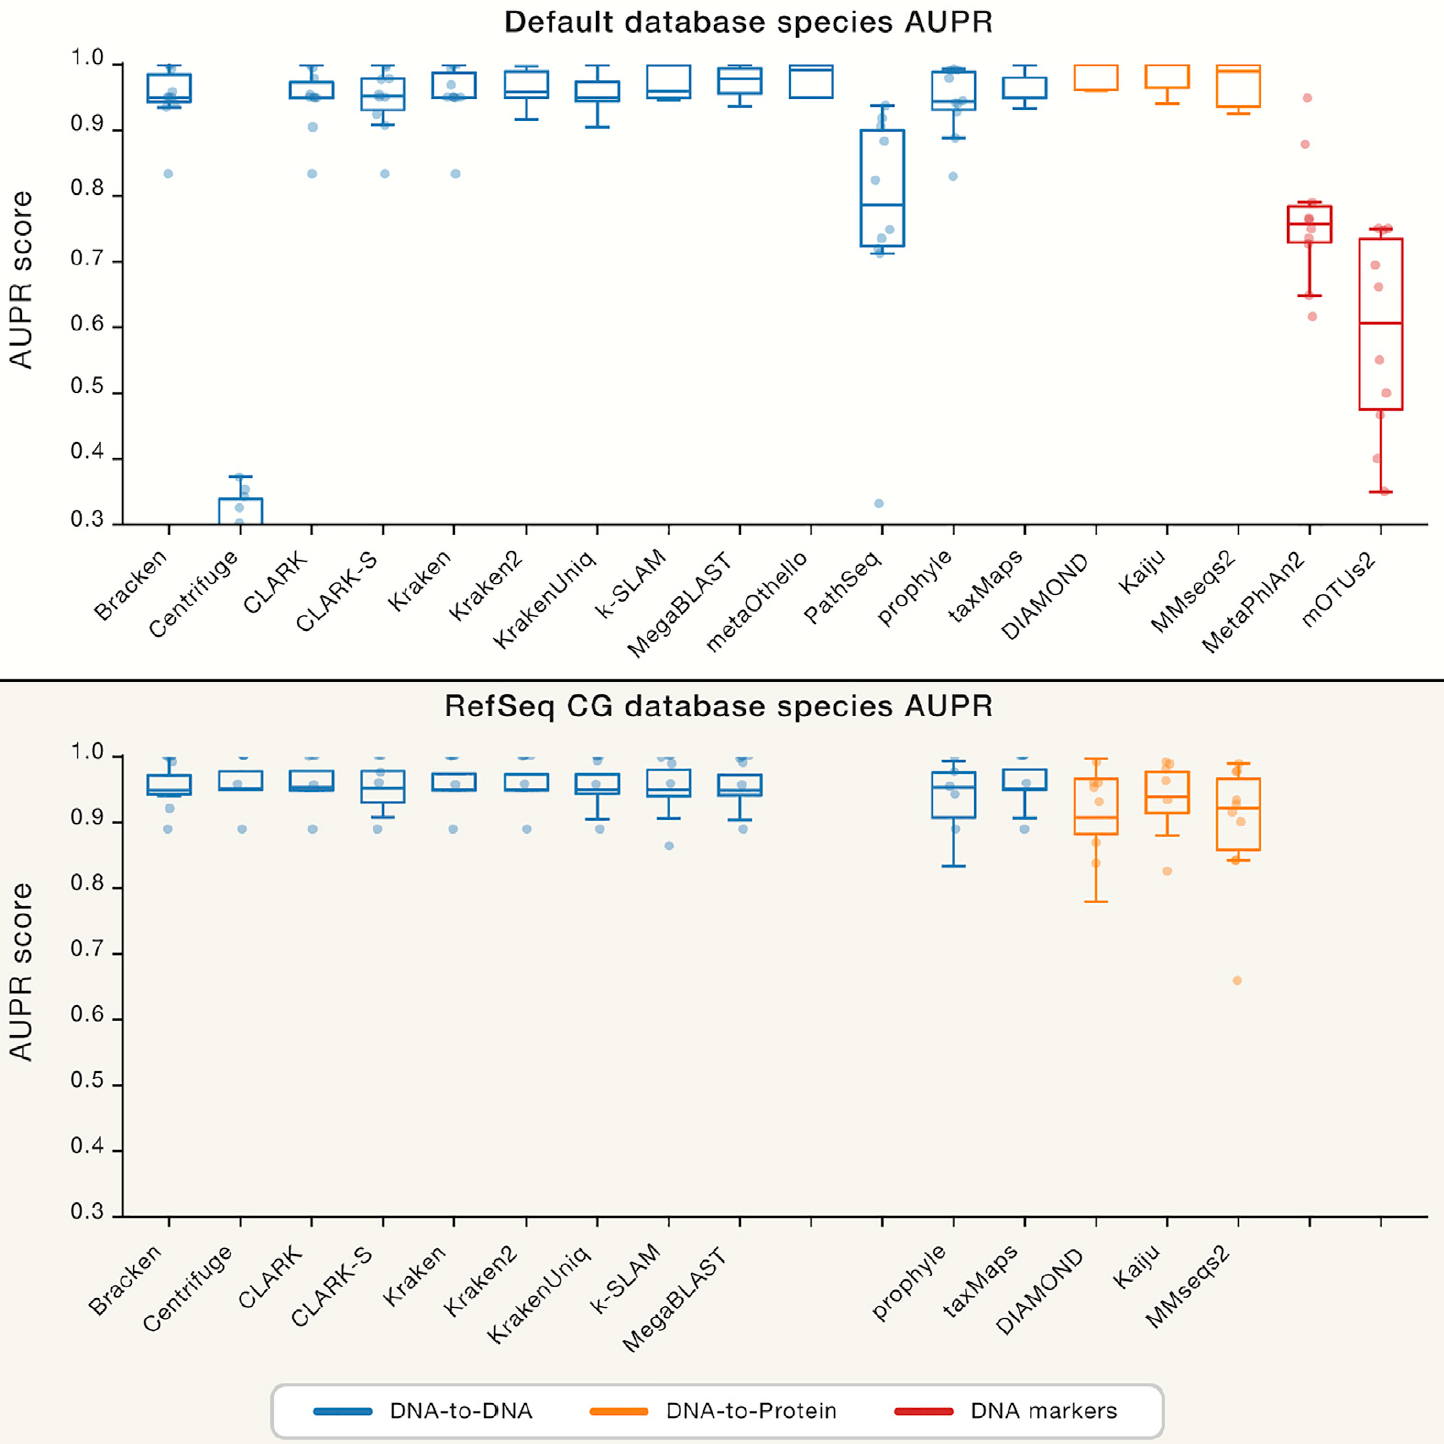 Default database species AUPR
AUPR score
1.0
0.9
0.8
0.7
0.6
0.5
0.4
0.3
Bracken
Centrifuge
CLARK
CLARK-S
Kraken
Kraken2
KrakenUniq
k-SLAM
MegaBLAST
metaOthello
PathSeq
prophyle
taxMaps
DIAMOND
Kaiju
MMseqs2
MetaPhlAn2
mOTUs2
RefSeq CG database species AUPR
AUPR score
1.0
0.9
0.8
0.7
0.6
0.5
0.4
0.3
Bracken
Centrifuge
CLARK
CLARK-S
Kraken
Kraken2
KrakenUniq
k-SLAM
MegaBLAST
prophyle
taxMaps
DIAMOND
Kaiju
MMseqs2
DNA-to-DNA
DNA-to-Protein
DNA markers